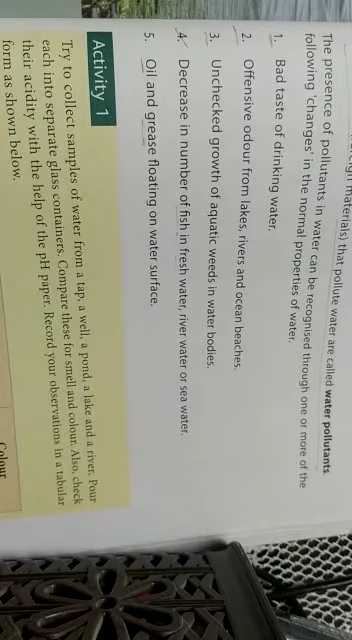 materials) that pollute water are called water pollutants.
The presence of pollutants in water can be recognised through one or more of the
following 'changes' in the normal properties of water.
1. Bad taste of drinking water.
2. Offensive odour from lakes, rivers and ocean beaches.
3. Unchecked growth of aquatic weeds in water bodies.
4. Decrease in number of fish in fresh water, river water or sea water.
5. Oil and grease floating on water surface.
Activity 1
Try to collect samples of water from a tap, a well, a pond, a lake and a river. Pour
each into separate glass containers. Compare these for smell and colour. Also, check
their acidity with the help of the pH paper. Record your observations in a tabular
form as shown below.
Colour